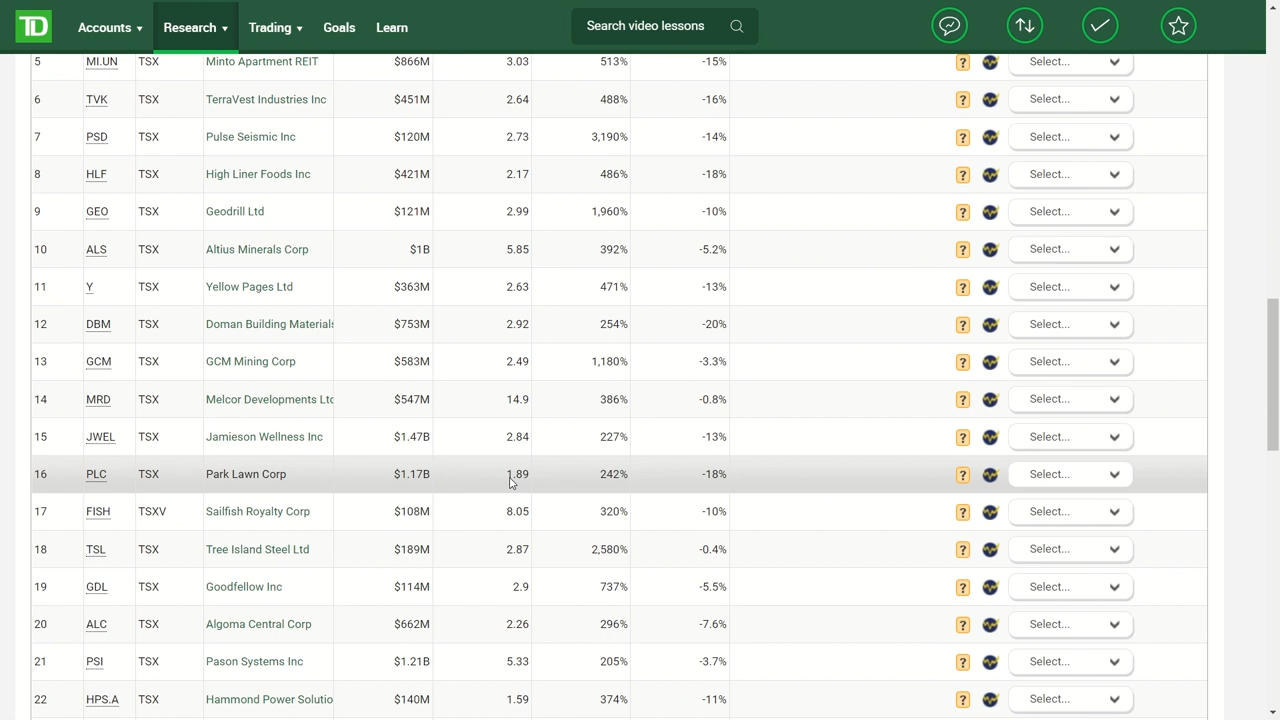 TD Accounts Research Trading Goals Learn Search video lessons
5 MI.UN TSX Minto Apartment REIT $866M 3.03 513% -15% ? Select...
6 TVK TSX TerraVest Industries Inc $451M 2.64 488% -16% ? Select...
7 PSD TSX Pulse Seismic Inc $120M 2.73 3,190% -14% ? Select...
8 HLF TSX High Liner Foods Inc $421M 2.17 486% -18% ? Select...
9 GEO TSX Geodrill Ltd $121M 2.99 1,960% -10% ? Select...
10 ALS TSX Altius Minerals Corp $1B 5.85 392% -5.2% ? Select...
11 Y TSX Yellow Pages Ltd $363M 2.63 471% -13% ? Select...
12 DBM TSX Doman Building Materials $753M 2.92 254% -20% ? Select...
13 GCM TSX GCM Mining Corp $583M 2.49 1,180% -3.3% ? Select...
14 MRD TSX Melcor Developments Ltd $547M 14.9 386% -0.8% ? Select...
15 JWEL TSX Jamieson Wellness Inc $1.47B 2.84 227% -13% ? Select...
16 PLC TSX Park Lawn Corp $1.17B 1.89 242% -18% ? Select...
17 FISH TSXV Sailfish Royalty Corp $108M 8.05 320% -10% ? Select...
18 TSL TSX Tree Island Steel Ltd $189M 2.87 2,580% -0.4% ? Select...
19 GDL TSX Goodfellow Inc $114M 2.9 737% -5.5% ? Select...
20 ALC TSX Algoma Central Corp $662M 2.26 296% -7.6% ? Select...
21 PSI TSX Pason Systems Inc $1.21B 5.33 205% -3.7% ? Select...
22 HPS.A TSX Hammond Power Solutio $140M 1.59 374% -11% ? Select...